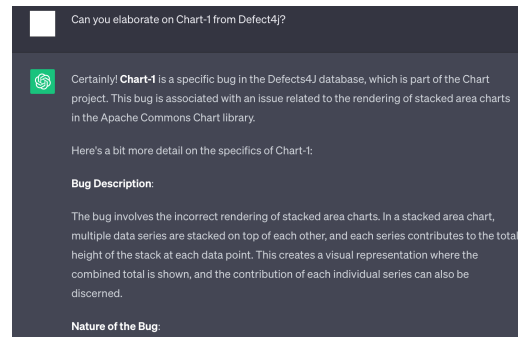 Can you elaborate on Chart-1 from Defect4j?
Certainly! Chart-1 is a specific bug in the Defects4J database, which is part of the Chart
project. This bug is associated with an issue related to the rendering of stacked area charts
in the Apache Commons Chart library.
Here's a bit more detail on the specifics of Chart-1:
Bug Description:
The bug involves the incorrect rendering of stacked area charts. In a stacked area chart,
multiple data series are stacked on top of each other, and each series contributes to the total
height of the stack at each data point. This creates a visual representation where the
combined total is shown, and the contribution of each individual series can also be
discerned.
Nature of the Bug: